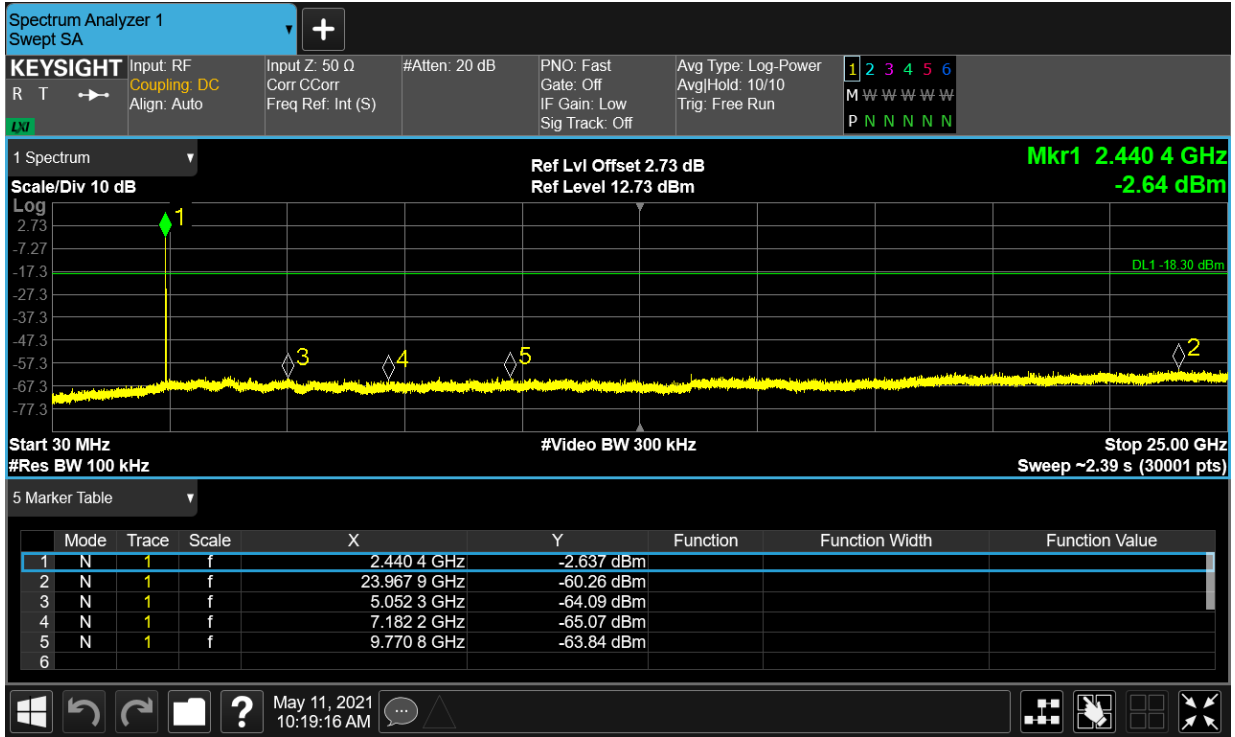 Spectrum Analyzer 1
Swept SA
KEYSIGHT
R T
LXI
Input: RF
Coupling: DC
Align: Auto
Input Z: 50 Ω
Corr CCorr
Freq Ref: Int (S)
#Atten: 20 dB
PNO: Fast
Gate: Off
IF Gain: Low
Sig Track: Off
Avg Type: Log-Power
Avg|Hold: 10/10
Trig: Free Run
1 2 3 4 5 6
M W W W W W
P N N N N N
1 Spectrum
Scale/Div 10 dB
Ref Lvl Offset 2.73 dB
Ref Level 12.73 dBm
Mkr1 2.440 4 GHz
-2.64 dBm
Log
2.73
-7.27
-17.3
-27.3
-37.3
-47.3
-57.3
-67.3
-77.3
1
DL1 -18.30 dBm
3
4
5
2
Start 30 MHz
#Video BW 300 kHz
Stop 25.00 GHz
#Res BW 100 kHz
Sweep ~2.39 s (30001 pts)
5 Marker Table
Mode Trace Scale X Y Function Function Width Function Value
1 N 1 f 2.440 4 GHz -2.637 dBm
2 N 1 f 23.967 9 GHz -60.26 dBm
3 N 1 f 5.052 3 GHz -64.09 dBm
4 N 1 f 7.182 2 GHz -65.07 dBm
5 N 1 f 9.770 8 GHz -63.84 dBm
6
?
May 11, 2021
10:19:16 AM